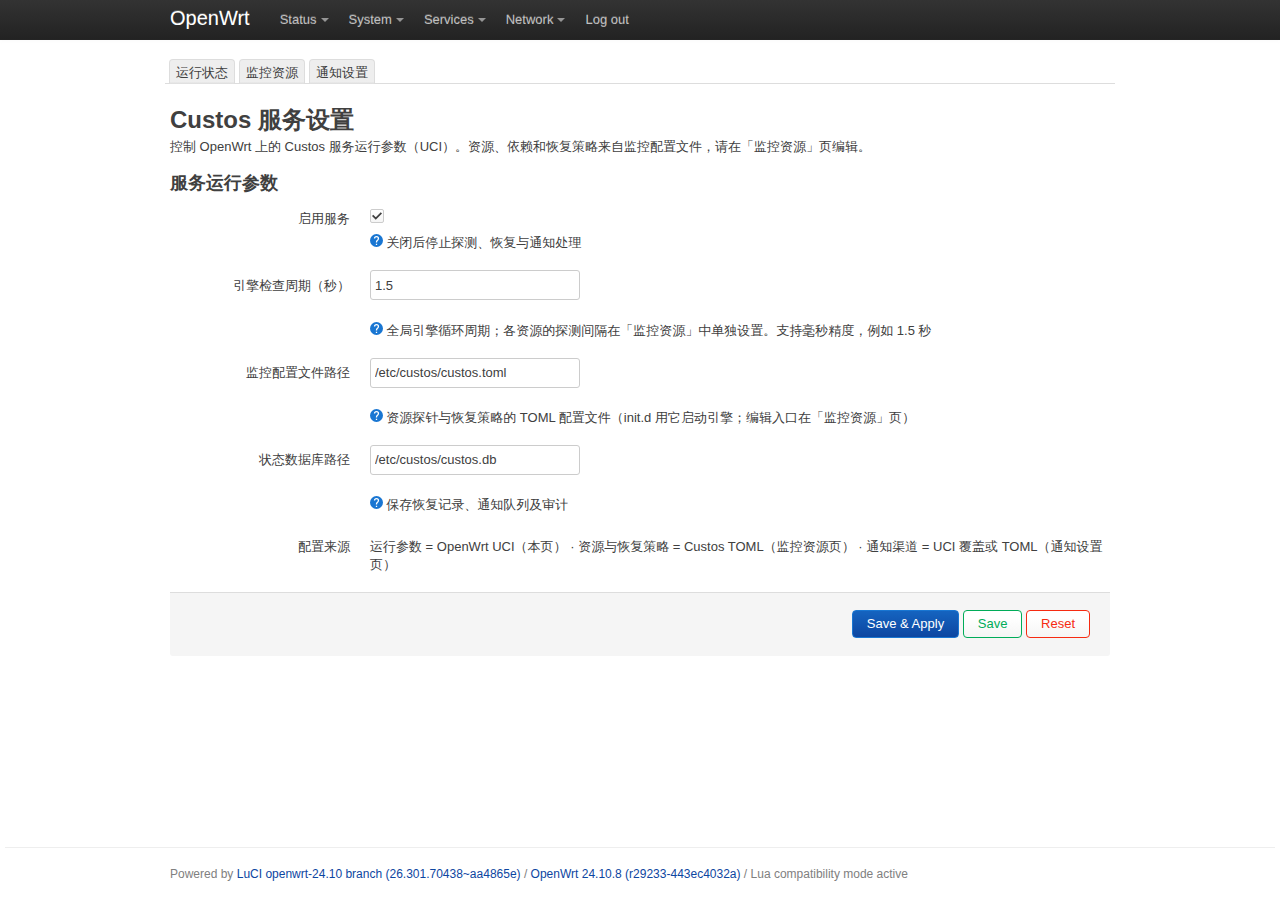 OpenWrt Status System Services Network Log out
运行状态 监控资源 通知设置
Custos 服务设置
控制 OpenWrt 上的 Custos 服务运行参数（UCI）。资源、依赖和恢复策略来自监控配置文件，请在「监控资源」页编辑。
服务运行参数
启用服务
关闭后停止探测、恢复与通知处理
引擎检查周期（秒） 1.5
全局引擎循环周期；各资源的探测间隔在「监控资源」中单独设置。支持毫秒精度，例如 1.5 秒
监控配置文件路径 /etc/custos/custos.toml
资源探针与恢复策略的 TOML 配置文件（init.d 用它启动引擎；编辑入口在「监控资源」页）
状态数据库路径 /etc/custos/custos.db
保存恢复记录、通知队列及审计
配置来源 运行参数 = OpenWrt UCI（本页） · 资源与恢复策略 = Custos TOML（监控资源页） · 通知渠道 = UCI 覆盖或 TOML（通知设置
页）
Save & Apply Save Reset
Powered by LuCI openwrt-24.10 branch (26.301.70438~aa4865e) / OpenWrt 24.10.8 (r29233-443ec4032a) / Lua compatibility mode active